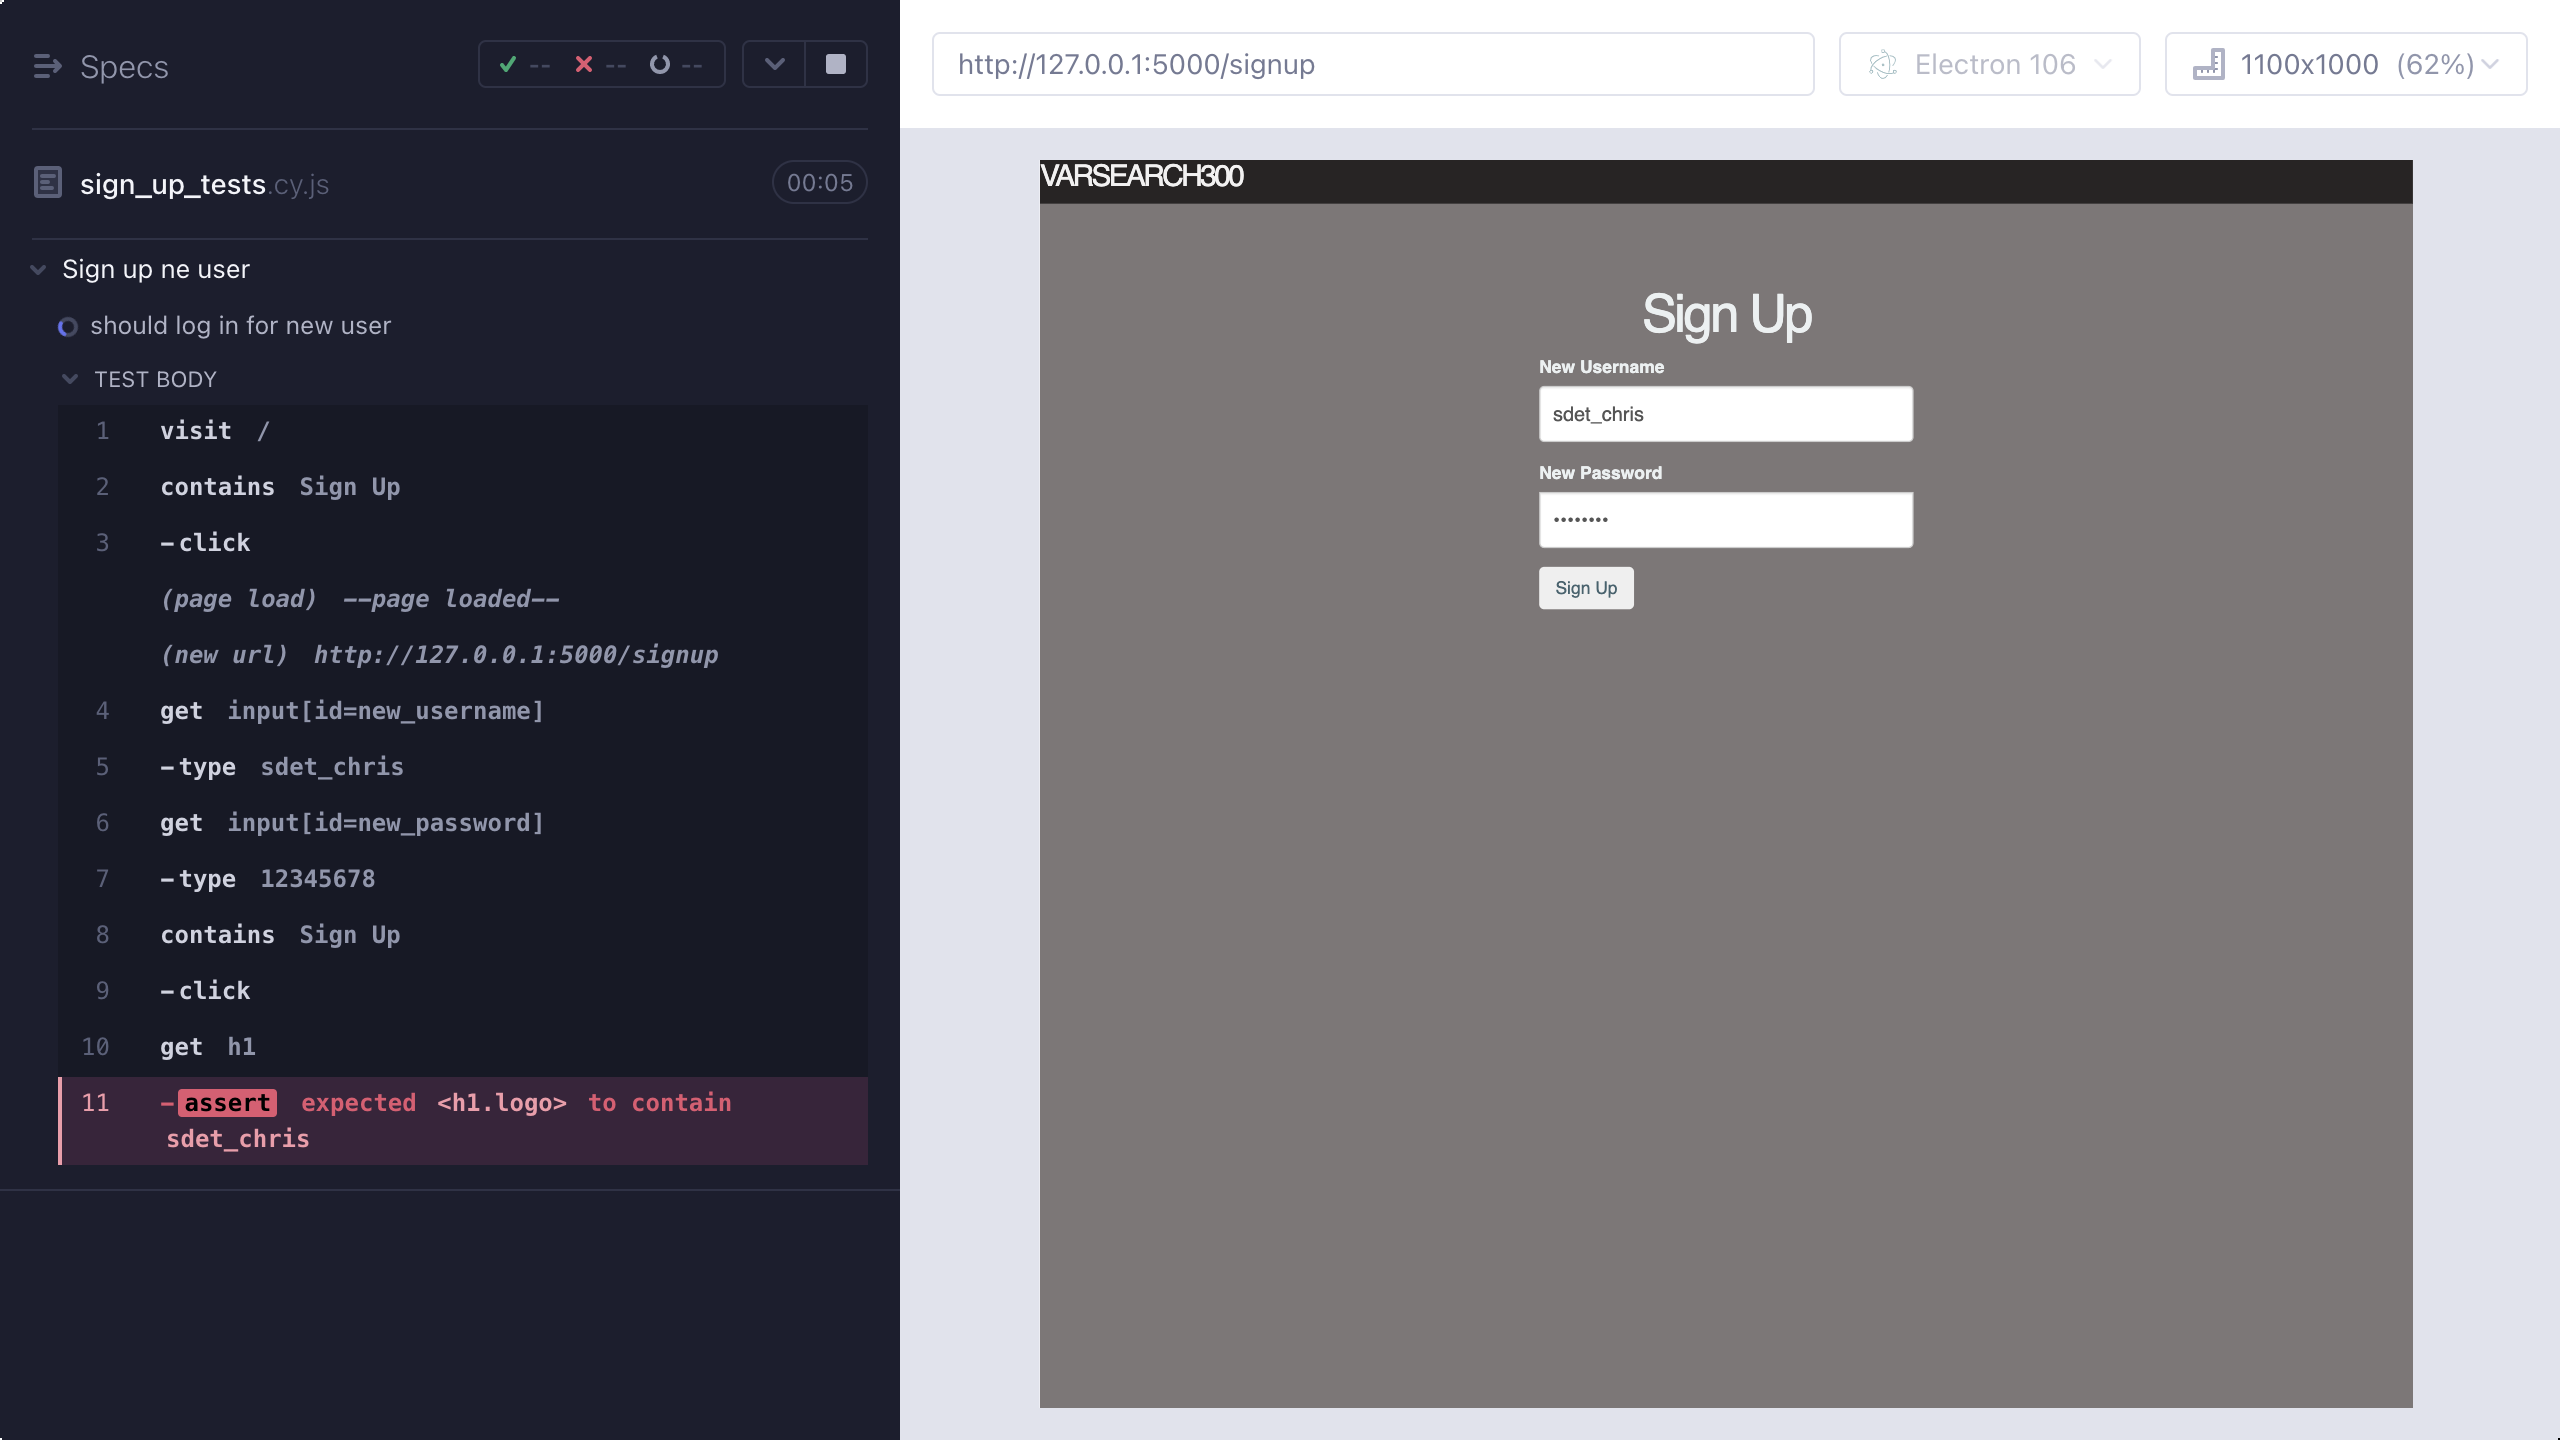 Specs
-- -- --
sign_up_tests.cy.js 00:05
Sign up ne user
should log in for new user
TEST BODY
1 visit /
2 contains Sign Up
3 -click
(page load) --page loaded--
(new url) http://127.0.0.1:5000/signup
4 get input[id=new_username]
5 -type sdet_chris
6 get input[id=new_password]
7 -type 12345678
8 contains Sign Up
9 -click
10 get h1
11 -assert expected <h1.logo> to contain
sdet_chris
http://127.0.0.1:5000/signup Electron 106 1100x1000 (62%)
VARSEARCH300
Sign Up
New Username
sdet_chris
New Password
••••••••
Sign Up